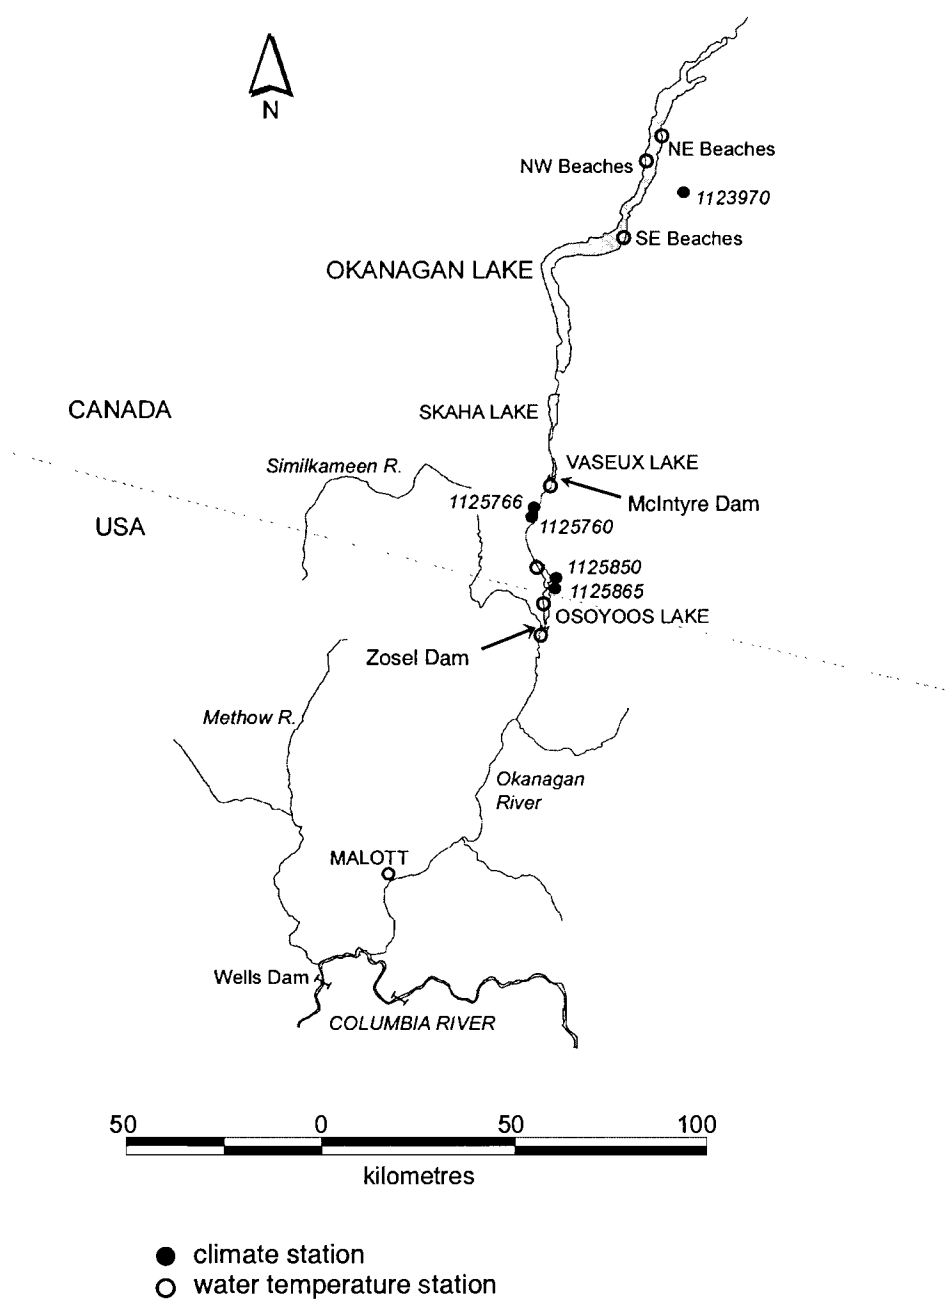 N
NE Beaches
NW Beaches
1123970
SE Beaches
OKANAGAN LAKE
CANADA
SKAHA LAKE
VASEUX LAKE
Similkameen R.
1125766
McIntyre Dam
USA
1125760
1125850
1125865
OSOYOOS LAKE
Zosel Dam
Methow R.
Okanagan
River
MALOTT
Wells Dam
COLUMBIA RIVER
50 0 50 100
kilometres
climate station
water temperature station